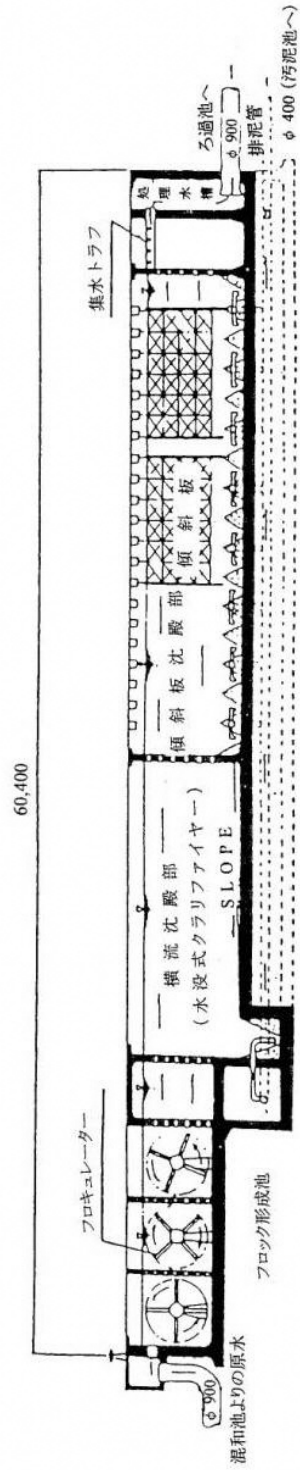 60,400
フロキュレーター
集水トラフ
処理水槽
ろ過池へ
φ 900
排泥管
φ 400 (汚泥池へ)
傾斜板
傾斜板沈殿部
横流沈殿部
(水没式クラリファイヤー)
SLOPE
フロック形成池
φ 900
混和池よりの原水